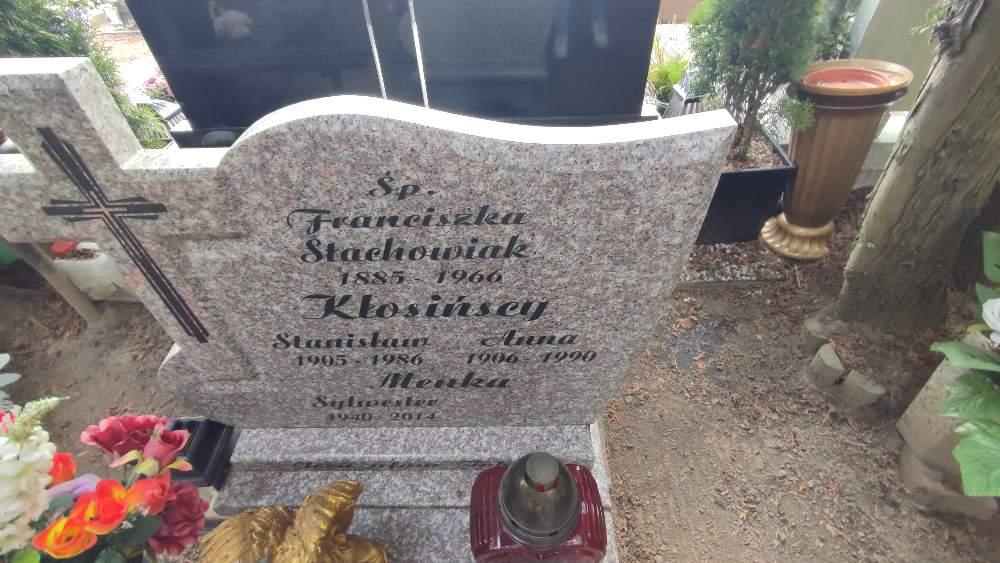 Śp.
Franciszka
Stachowiak
1885 - 1966
Kłosińscy
Stanisław Anna
1905 - 1986 1906 1990
Menka
Sylwester
1940 2014